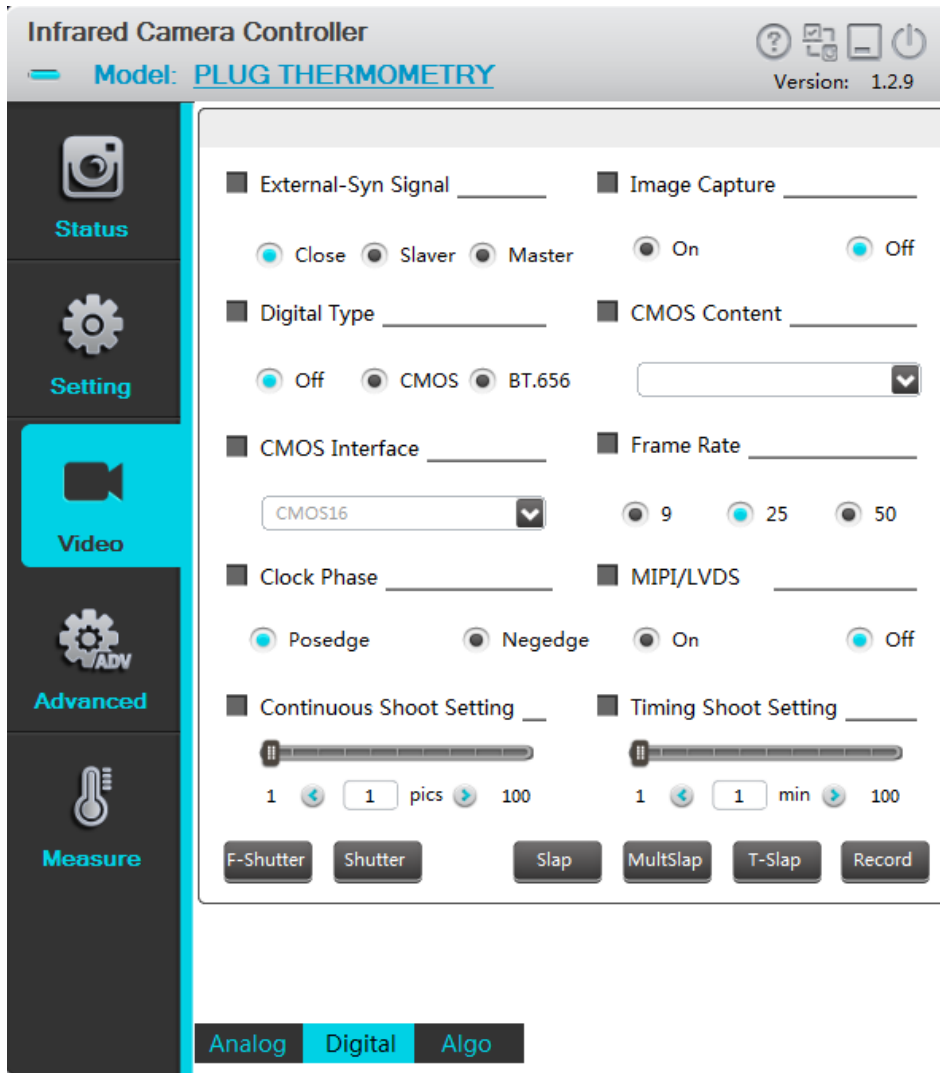 Infrared Camera Controller
Model: PLUG THERMOMETRY
Version: 1.2.9
Status
Setting
Video
ADV
Advanced
Measure
External-Syn Signal
Image Capture
Close Slaver Master
On Off
Digital Type
CMOS Content
Off CMOS BT.656
CMOS Interface
Frame Rate
CMOS16
9 25 50
Clock Phase
MIPI/LVDS
Posedge Negedge
On Off
Continuous Shoot Setting
Timing Shoot Setting
1 1 pics 100
1 1 min 100
F-Shutter Shutter Slap MultSlap T-Slap Record
Analog Digital Algo